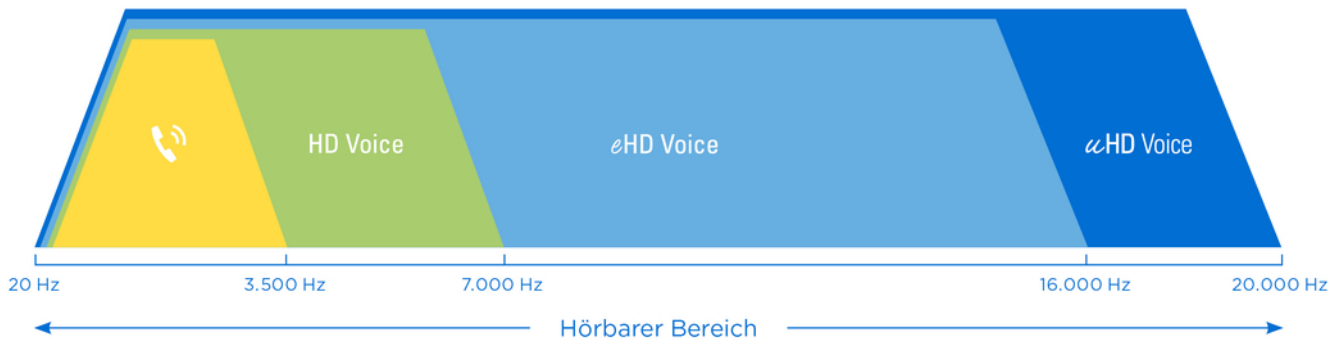 HD Voice
eHD Voice
uHD Voice
20 Hz
3.500 Hz
7.000 Hz
16.000 Hz
20.000 Hz
Hörbarer Bereich